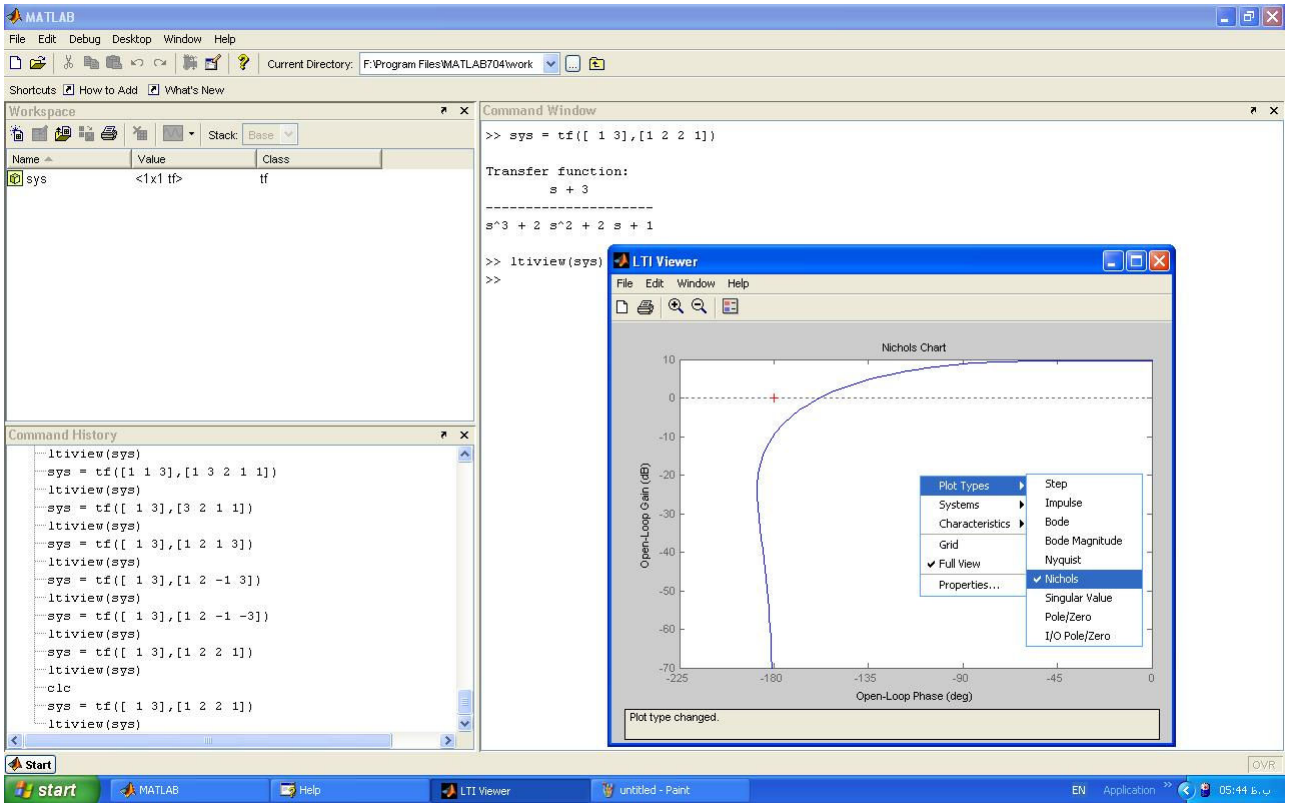 MATLAB
File Edit Debug Desktop Window Help
Current Directory: F:\Program Files\MATLAB704\work
Shortcuts How to Add What's New
Workspace
Stack: Base
Name Value Class
sys <1x1 tf> tf
Command History
ltiview(sys)
sys = tf([1 1 3],[1 3 2 1 1])
ltiview(sys)
sys = tf([ 1 3],[3 2 1 1])
ltiview(sys)
sys = tf([ 1 3],[1 2 1 3])
ltiview(sys)
sys = tf([ 1 3],[1 2 -1 3])
ltiview(sys)
sys = tf([ 1 3],[1 2 -1 -3])
ltiview(sys)
sys = tf([ 1 3],[1 2 2 1])
ltiview(sys)
clc
sys = tf([ 1 3],[1 2 2 1])
ltiview(sys)
Command Window
>> sys = tf([ 1 3],[1 2 2 1])
Transfer function:
s + 3
---------------------
s^3 + 2 s^2 + 2 s + 1
>> ltiview(sys)
>>
LTI Viewer
File Edit Window Help
Nichols Chart
10
0
-10
-20
-30
-40
-50
-60
-70
Open-Loop Gain (dB)
-225 -180 -135 -90 -45 0
Open-Loop Phase (deg)
Plot Types
Systems
Characteristics
Grid
Full View
Properties...
Step
Impulse
Bode
Bode Magnitude
Nyquist
Nichols
Singular Value
Pole/Zero
I/O Pole/Zero
Plot type changed.
Start
OVR
start MATLAB Help LTI Viewer untitled - Paint EN Application 05:44 ب.ظ